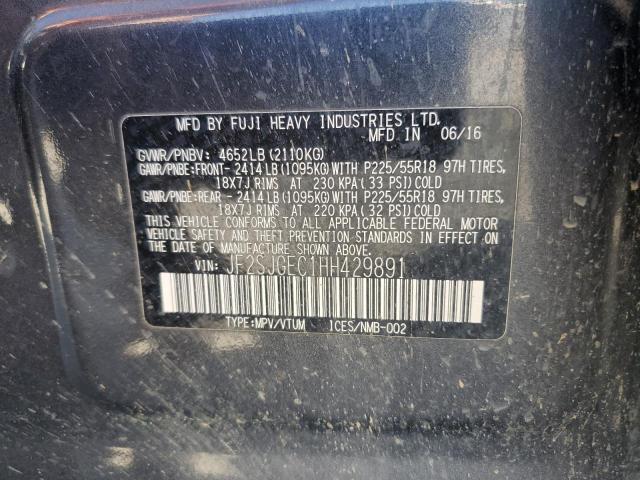 MFD BY FUJI HEAVY INDUSTRIES LTD.
MFD IN 06/16
GVWR/PNBV: 4652LB(2110KG)
GAWR/PNBE:FRONT- 2414LB(1095KG)WITH P225/55R18 97H TIRES,
18X7J RIMS AT 230 KPA(33 PSI)COLD
GAWR/PNBE:REAR - 2414LB(1095KG)WITH P225/55R18 97H TIRES,
18X7J RIMS AT 220 KPA(32 PSI)COLD
THIS VEHICLE CONFORMS TO ALL APPLICABLE FEDERAL MOTOR
VEHICLE SAFETY AND THEFT PREVENTION STANDARDS IN EFFECT
ON THE DATE OF MANUFACTURE SHOWN ABOVE.
VIN: JF2SJGEC1HH429891
TYPE:MPV/VTUM 1CES/NMB-002